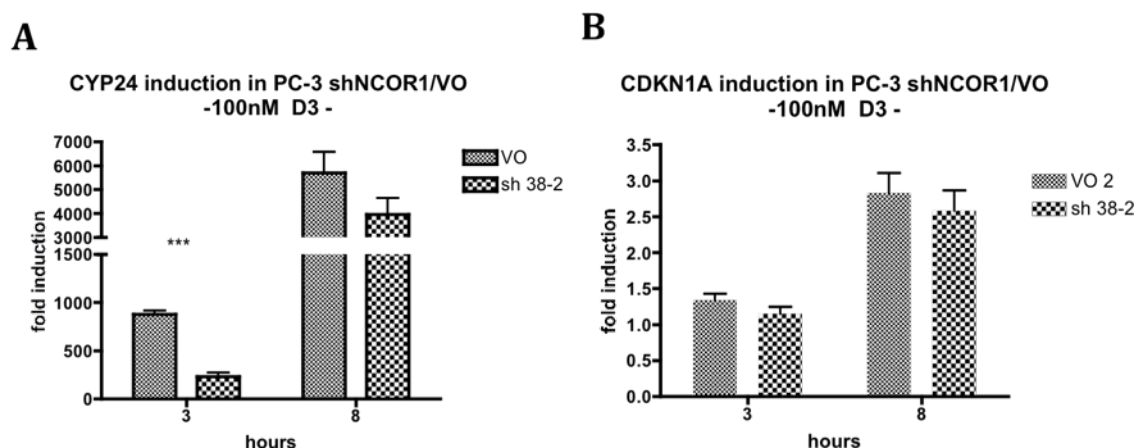 A
CYP24 induction in PC-3 shNCOR1/VO
-100nM D3 -
7000
6000
5000
4000
3000
1500
1000
500
0
fold induction
***
3
8
hours
VO
sh 38-2
B
CDKN1A induction in PC-3 shNCOR1/VO
-100nM D3 -
3.5
3.0
2.5
2.0
1.5
1.0
0.5
0.0
fold induction
3
8
hours
VO 2
sh 38-2